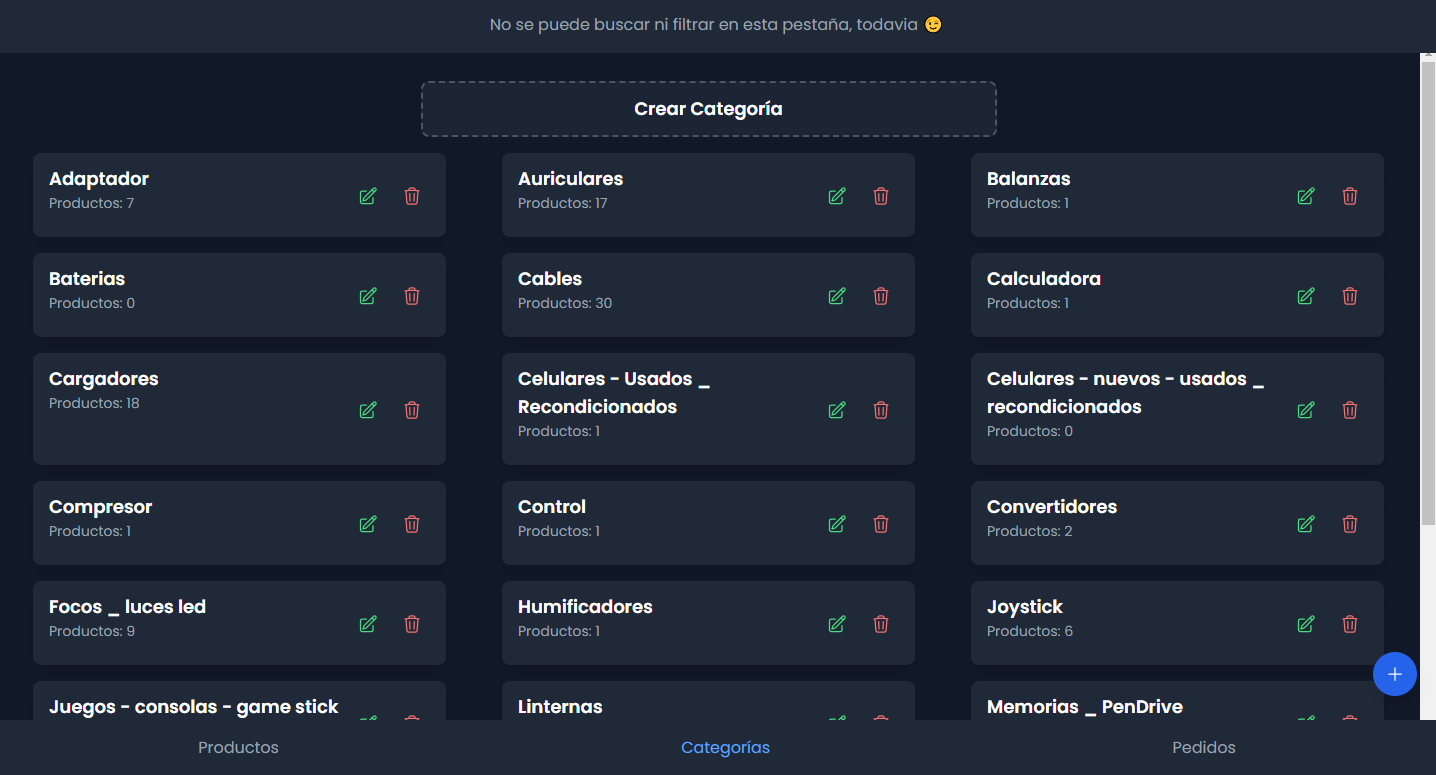 No se puede buscar ni filtrar en esta pestaña, todavia 😉
Crear Categoría
Adaptador
Productos: 7
Auriculares
Productos: 17
Balanzas
Productos: 1
Baterias
Productos: 0
Cables
Productos: 30
Calculadora
Productos: 1
Cargadores
Productos: 18
Celulares - Usados _
Recondicionados
Productos: 1
Celulares - nuevos - usados _
recondicionados
Productos: 0
Compresor
Productos: 1
Control
Productos: 1
Convertidores
Productos: 2
Focos _ luces led
Productos: 9
Humificadores
Productos: 1
Joystick
Productos: 6
Juegos - consolas - game stick
Linternas
Memorias _ PenDrive
Productos
Categorías
Pedidos